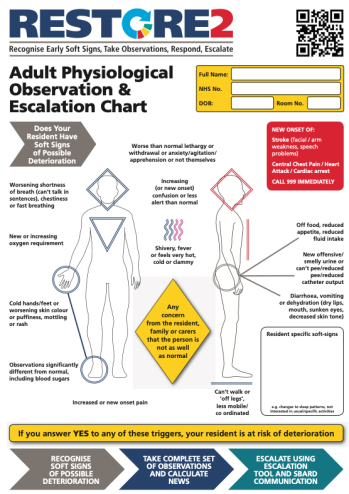 RESTORE2
Recognise Early Soft Signs, Take Observations, Respond, Escalate
Adult Physiological
Observation &
Escalation Chart
Full Name:
NHS No.
DOB:
Room No.
Does Your
Resident Have
Soft Signs
of Possible
Deterioration
Worse than normal lethargy or
withdrawal or anxiety/agitation/
apprehension or not themselves
NEW ONSET OF:
Stroke (facial / arm
weakness, speech
problems)
Central Chest Pain / Heart
Attack / Cardiac arrest
CALL 999 IMMEDIATELY
Worsening shortness
of breath (can't talk in
sentences), chestiness
or fast breathing
Increasing
(or new onset)
confusion or less
alert than normal
New or increasing
oxygen requirement
Shivery, fever
or feels very hot,
cold or clammy
Off food, reduced
appetite, reduced
fluid intake
New offensive/
smelly urine or
can't pee/reduced
pee/reduced
catheter output
Diarrhoea, vomiting
or dehydration (dry lips,
mouth, sunken eyes,
decreased skin tone)
Cold hands/feet or
worsening skin colour
or puffiness, mottling
or rash
Any
concern
from the resident,
family or carers
that the person is
not as well
as normal
Resident specific soft-signs
Observations significantly
different from normal,
including blood sugars
Increased or new onset pain
Can't walk or
'off legs',
less mobile/
co ordinated
e.g. changes to sleep patterns, not
interested in usual/specific activities
If you answer YES to any of these triggers, your resident is at risk of deterioration
RECOGNISE
SOFT SIGNS
OF POSSIBLE
DETERIORATION
TAKE COMPLETE SET
OF OBSERVATIONS
AND CALCULATE
NEWS
ESCALATE USING
ESCALATION
TOOL AND SBARD
COMMUNICATION